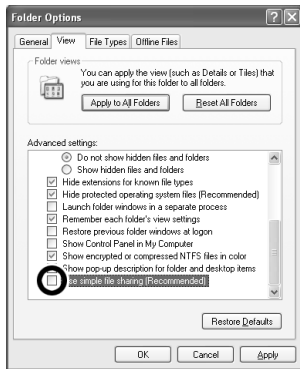 Folder Options
General View File Types Offline Files
Folder views
You can apply the view (such as Details or Tiles) that
you are using for this folder to all folders.
Apply to All Folders Reset All Folders
Advanced settings:
Do not show hidden files and folders
Show hidden files and folders
Hide extensions for known file types
Hide protected operating system files (Recommended)
Launch folder windows in a separate process
Remember each folder's view settings
Restore previous folder windows at logon
Show Control Panel in My Computer
Show encrypted or compressed NTFS files in color
Show pop-up description for folder and desktop items
se simple file sharing (Recommended)
Restore Defaults
OK Cancel Apply